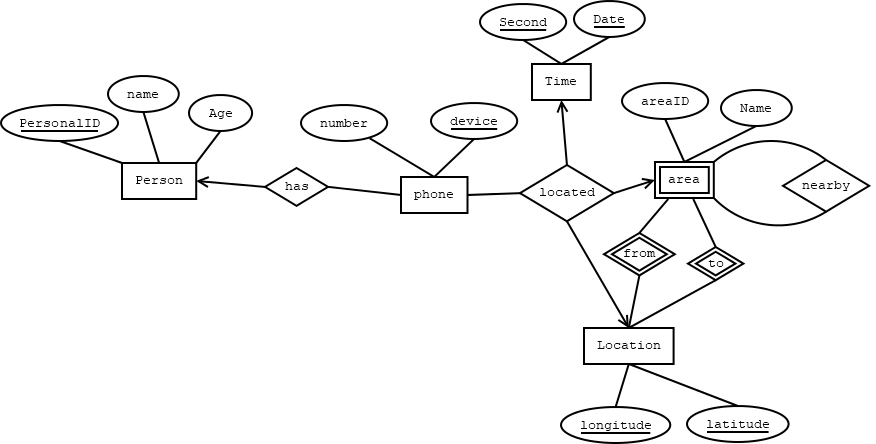 Second
Date
Time
PersonalID
name
Age
number
device
areaID
Name
Person
has
phone
located
area
nearby
from
to
Location
longitude
latitude